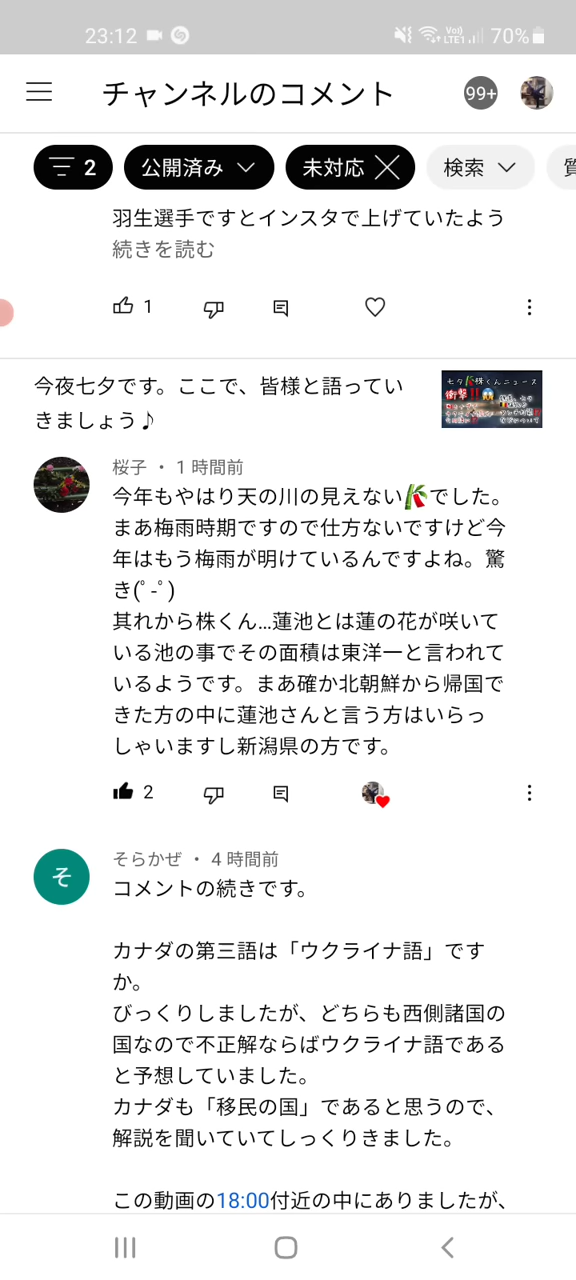 23:12
Vo))
LTE1
70%
チャンネルのコメント
99+
2
公開済み
未対応
検索
質
羽生選手ですとインスタで上げていたよう
続きを読む
1
今夜七夕です。ここで、皆様と語ってい
きましょう♪
七夕🎋株くんニュース
衝撃‼️😱
桜子 ・ 1 時間前
今年もやはり天の川の見えない🎋でした。
まあ梅雨時期ですので仕方ないですけど今
年はもう梅雨が明けているんですよね。驚
き(ﾟ-ﾟ)
其れから株くん…蓮池とは蓮の花が咲いて
いる池の事でその面積は東洋一と言われて
いるようです。まあ確か北朝鮮から帰国で
きた方の中に蓮池さんと言う方はいらっ
しゃいますし新潟県の方です。
2
そ
そらかぜ ・ 4 時間前
コメントの続きです。
カナダの第三語は「ウクライナ語」です
か。
びっくりしましたが、どちらも西側諸国の
国なので不正解ならばウクライナ語である
と予想していました。
カナダも「移民の国」であると思うので、
解説を聞いていてしっくりきました。
この動画の18:00付近の中にありましたが、